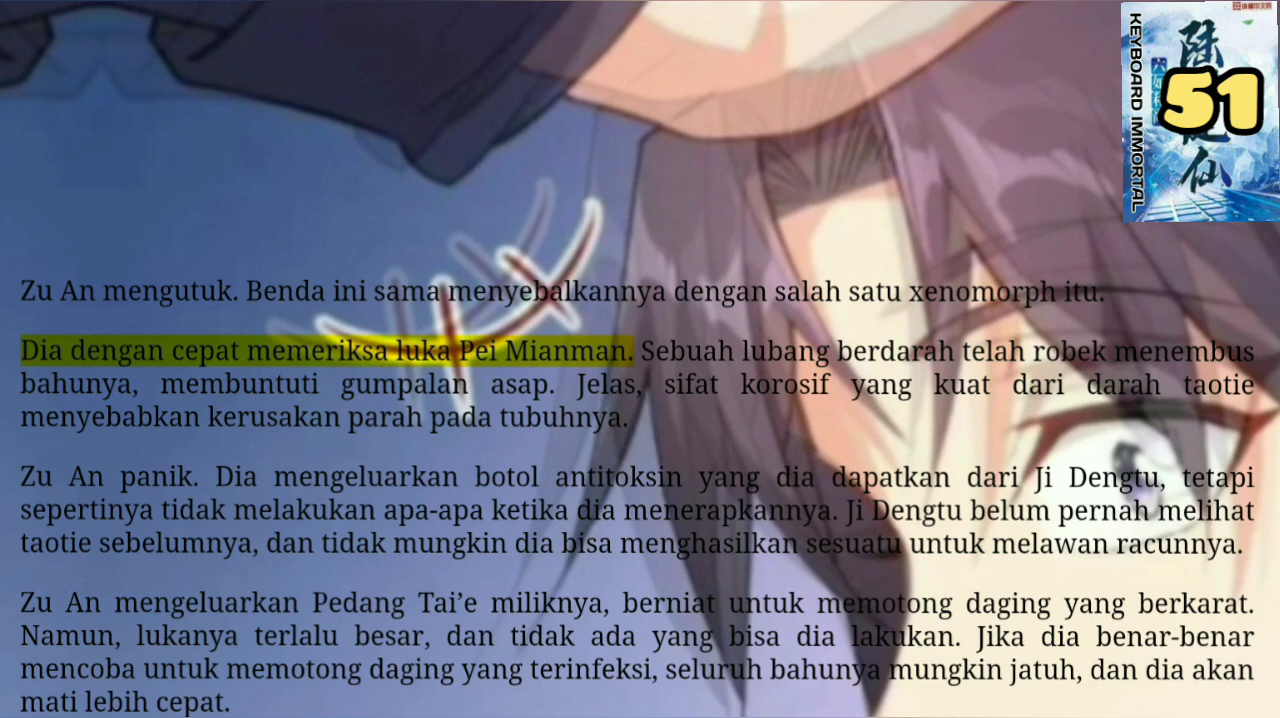 KEYBOARD IMMORTAL
51
Zu An mengutuk. Benda ini sama menyebalkannya dengan salah satu xenomorph itu.
Dia dengan cepat memeriksa luka Pei Mianman. Sebuah lubang berdarah telah robek menembus
bahunya, membuntuti gumpalan asap. Jelas, sifat korosif yang kuat dari darah taotie
menyebabkan kerusakan parah pada tubuhnya.
Zu An panik. Dia mengeluarkan botol antitoksin yang dia dapatkan dari Ji Dengtu, tetapi
sepertinya tidak melakukan apa-apa ketika dia menerapkannya. Ji Dengtu belum pernah melihat
taotie sebelumnya, dan tidak mungkin dia bisa menghasilkan sesuatu untuk melawan racunnya.
Zu An mengeluarkan Pedang Tai’e miliknya, berniat untuk memotong daging yang berkarat.
Namun, lukanya terlalu besar, dan tidak ada yang bisa dia lakukan. Jika dia benar-benar
mencoba untuk memotong daging yang terinfeksi, seluruh bahunya mungkin jatuh, dan dia akan
mati lebih cepat.